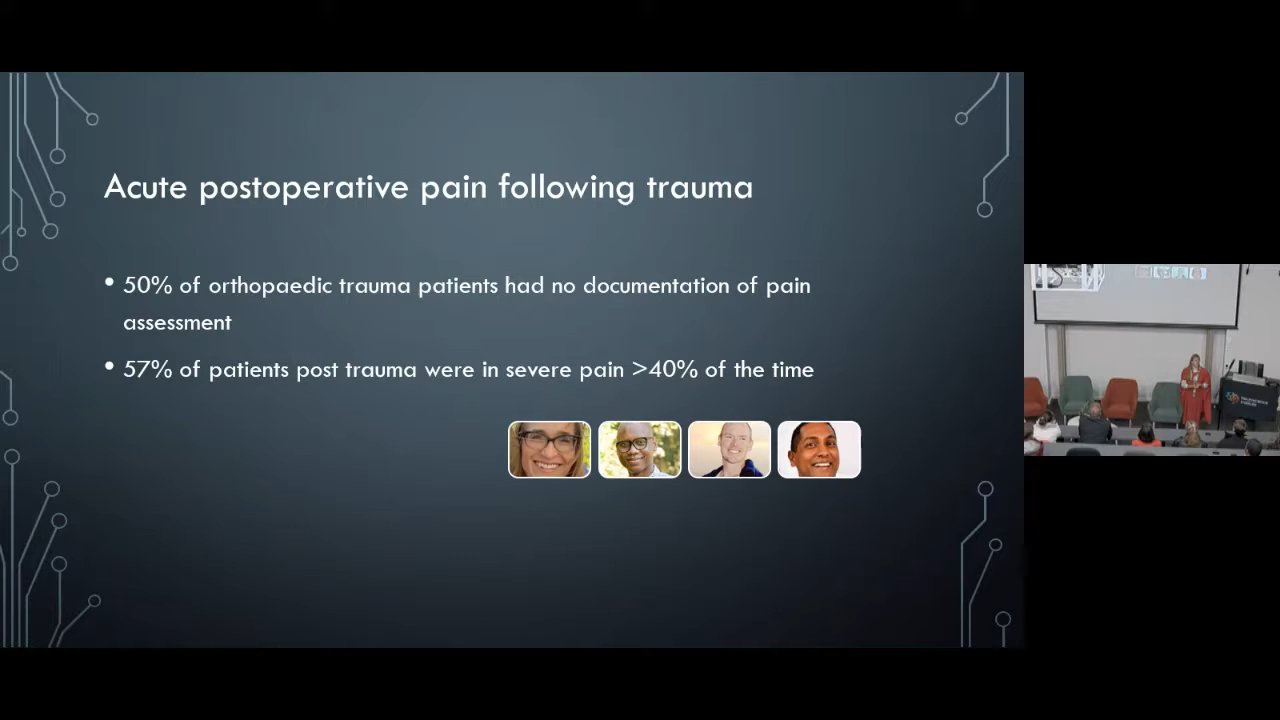 Acute postoperative pain following trauma
• 50% of orthopaedic trauma patients had no documentation of pain
assessment
• 57% of patients post trauma were in severe pain >40% of the time